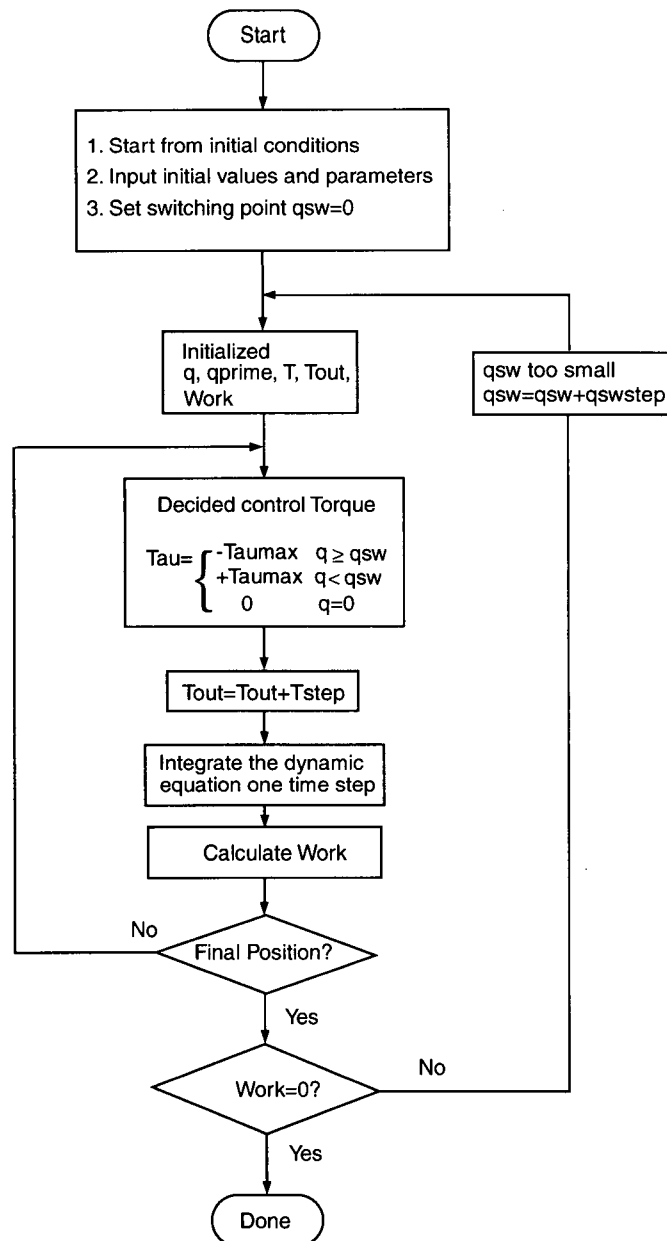 Start
1. Start from initial conditions
2. Input initial values and parameters
3. Set switching point qsw=0
Initialized
q, qprime, T, Tout,
Work
qsw too small
qsw=qsw+qswstep
Decided control Torque
Tau= { -Taumax q ≥ qsw
+Taumax q < qsw
0 q=0
Tout=Tout+Tstep
Integrate the dynamic
equation one time step
Calculate Work
No
Final Position?
Yes
No
Work=0?
Yes
Done